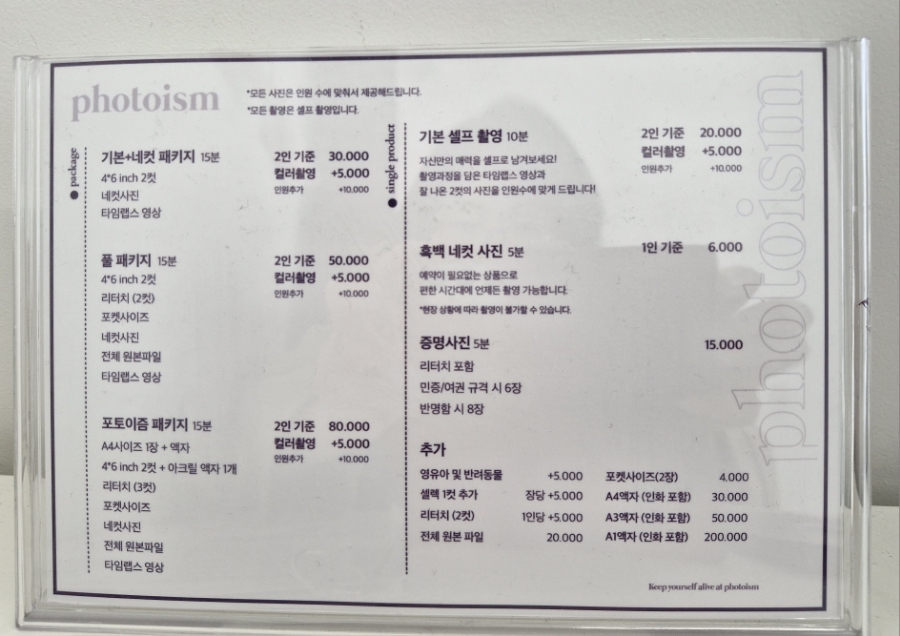 photoism
*모든 사진은 인원 수에 맞춰서 제공해드립니다.
*모든 촬영은 셀프 촬영입니다.
package
기본+네컷 패키지 15분 2인 기준 30.000
4*6 inch 2컷 컬러촬영 +5.000
네컷사진 인원추가 +10.000
타임랩스 영상
풀 패키지 15분 2인 기준 50.000
4*6 inch 2컷 컬러촬영 +5.000
리터치 (2컷) 인원추가 +10.000
포켓사이즈
네컷사진
전체 원본파일
타임랩스 영상
포토이즘 패키지 15분 2인 기준 80.000
A4사이즈 1장 + 액자 컬러촬영 +5.000
4*6 inch 2컷 + 아크릴 액자 1개 인원추가 +10.000
리터치 (3컷)
포켓사이즈
네컷사진
전체 원본파일
타임랩스 영상
single product
기본 셀프 촬영 10분 2인 기준 20.000
자신만의 매력을 셀프로 남겨보세요! 컬러촬영 +5.000
촬영과정을 담은 타임랩스 영상과 인원추가 +10.000
잘 나온 2컷의 사진을 인원수에 맞게 드립니다!
흑백 네컷 사진 5분 1인 기준 6.000
예약이 필요없는 상품으로
편한 시간대에 언제든 촬영 가능합니다.
*현장 상황에 따라 촬영이 불가할 수 있습니다.
증명사진 5분 15.000
리터치 포함
민증/여권 규격 시 6장
반명함 시 8장
추가
영유아 및 반려동물 +5.000 포켓사이즈(2장) 4.000
셀렉 1컷 추가 장당 +5.000 A4액자 (인화 포함) 30.000
리터치 (2컷) 1인당 +5.000 A3액자 (인화 포함) 50.000
전체 원본 파일 20.000 A1액자 (인화 포함) 200.000
Keep yourself alive at photoism
photoism